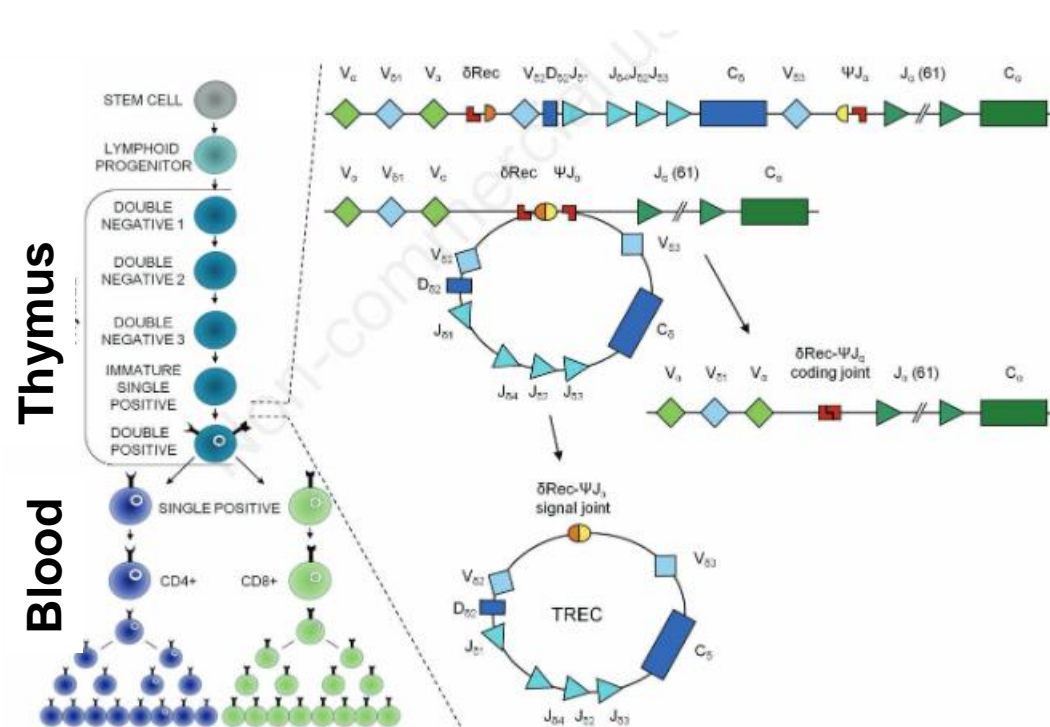 Thymus
Blood
STEM CELL
LYMPHOID
PROGENITOR
DOUBLE
NEGATIVE 1
DOUBLE
NEGATIVE 2
DOUBLE
NEGATIVE 3
IMMATURE
SINGLE
POSITIVE
DOUBLE
POSITIVE
SINGLE POSITIVE
CD4+ CD8+
Vα Vδ1 Vα δRec Vδ2 Dδ2 Jδ1 Jδ4 Jδ2 Jδ3 Cδ Vδ3 ΨJα Jα (61) Cα
Vα Vδ1 Vα δRec ΨJα Jα (61) Cα
Vδ3
Vδ2
Dδ2
Jδ1
Cδ
Jδ4 Jδ2 Jδ3
δRec-ΨJα
coding joint
Vα Vδ1 Vα Jα (61) Cα
δRec-ΨJα
signal joint
Vδ3
Vδ2
Dδ2
TREC
Jδ1
Cδ
Jδ4 Jδ2 Jδ3
Non-commercial us